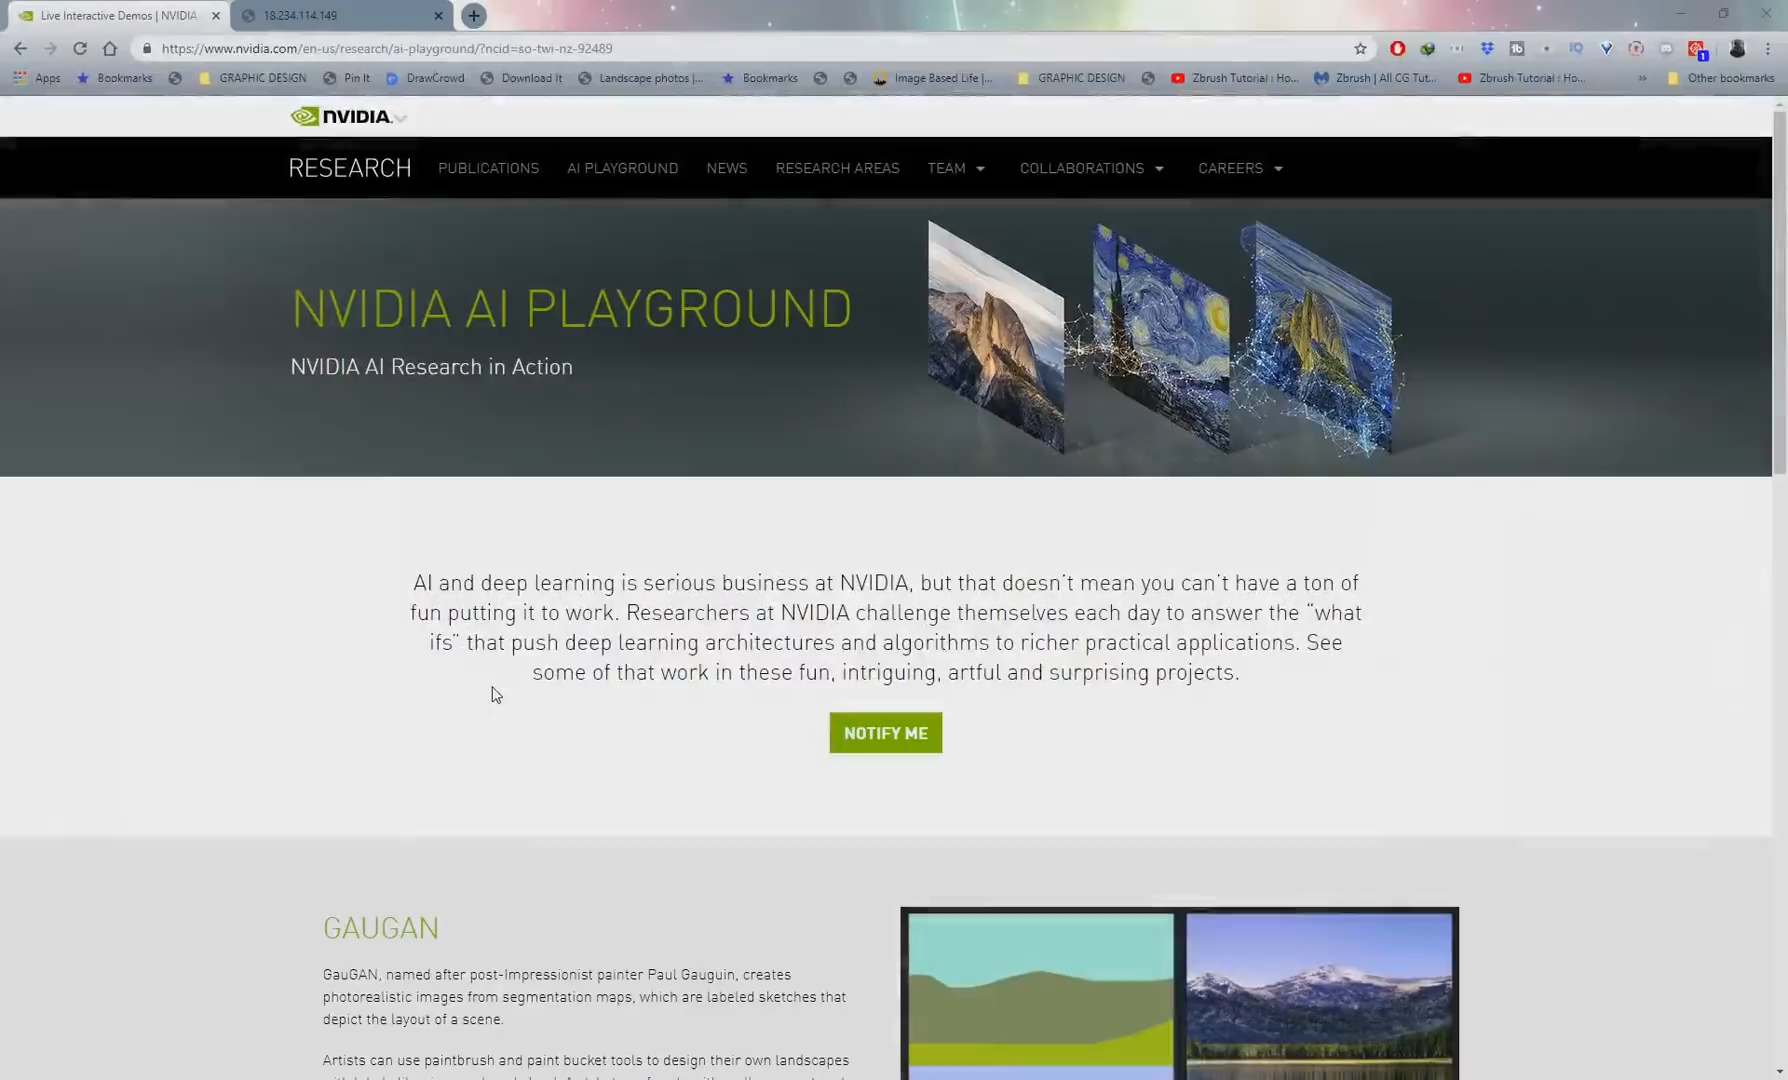 Live Interactive Demos | NVIDIA
18.234.114.149
https://www.nvidia.com/en-us/research/ai-playground/?ncid=so-twi-nz-92489
Apps Bookmarks GRAPHIC DESIGN Pin It DrawCrowd Download It Landscape photos |... Bookmarks Image Based Life |... GRAPHIC DESIGN Zbrush Tutorial : Ho... Zbrush | All CG Tut... Zbrush Tutorial : Ho... » Other bookmarks
NVIDIA.
RESEARCH PUBLICATIONS AI PLAYGROUND NEWS RESEARCH AREAS TEAM COLLABORATIONS CAREERS
NVIDIA AI PLAYGROUND
NVIDIA AI Research in Action
AI and deep learning is serious business at NVIDIA, but that doesn't mean you can't have a ton of
fun putting it to work. Researchers at NVIDIA challenge themselves each day to answer the “what
ifs” that push deep learning architectures and algorithms to richer practical applications. See
some of that work in these fun, intriguing, artful and surprising projects.
NOTIFY ME
GAUGAN
GauGAN, named after post-Impressionist painter Paul Gauguin, creates
photorealistic images from segmentation maps, which are labeled sketches that
depict the layout of a scene.
Artists can use paintbrush and paint bucket tools to design their own landscapes